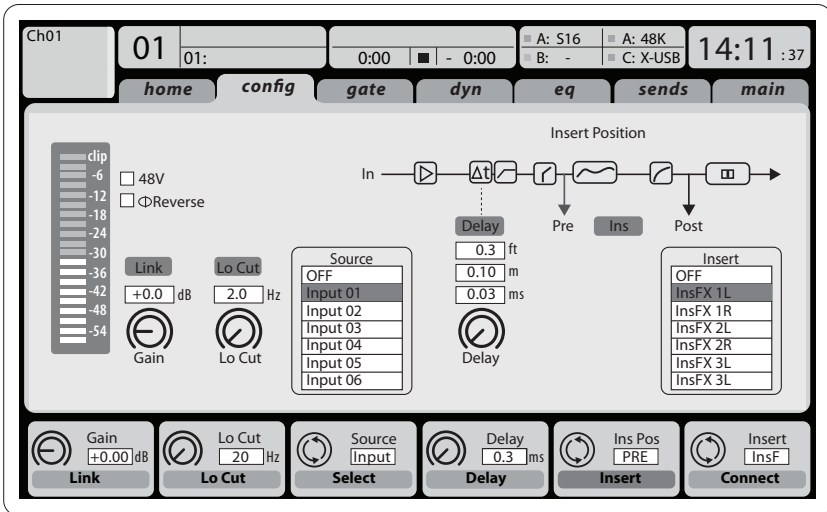 Ch01
01
01:
0:00 - 0:00
A: S16
B: -
A: 48K
C: X-USB
14:11 :37
home config gate dyn eq sends main
Insert Position
clip
-6
-12
-18
-24
-30
-36
-42
-48
-54
48V
ΦReverse
In
Δt
Delay
Pre Ins Post
0.3 ft
0.10 m
0.03 ms
Delay
Link
+0.0 dB
Gain
Lo Cut
2.0 Hz
Lo Cut
Source
OFF
Input 01
Input 02
Input 03
Input 04
Input 05
Input 06
Insert
OFF
InsFX 1L
InsFX 1R
InsFX 2L
InsFX 2R
InsFX 3L
InsFX 3L
Gain
+0.00 dB
Link
Lo Cut
20 Hz
Lo Cut
Source
Input
Select
Delay
0.3 ms
Delay
Ins Pos
PRE
Insert
Insert
InsF
Connect